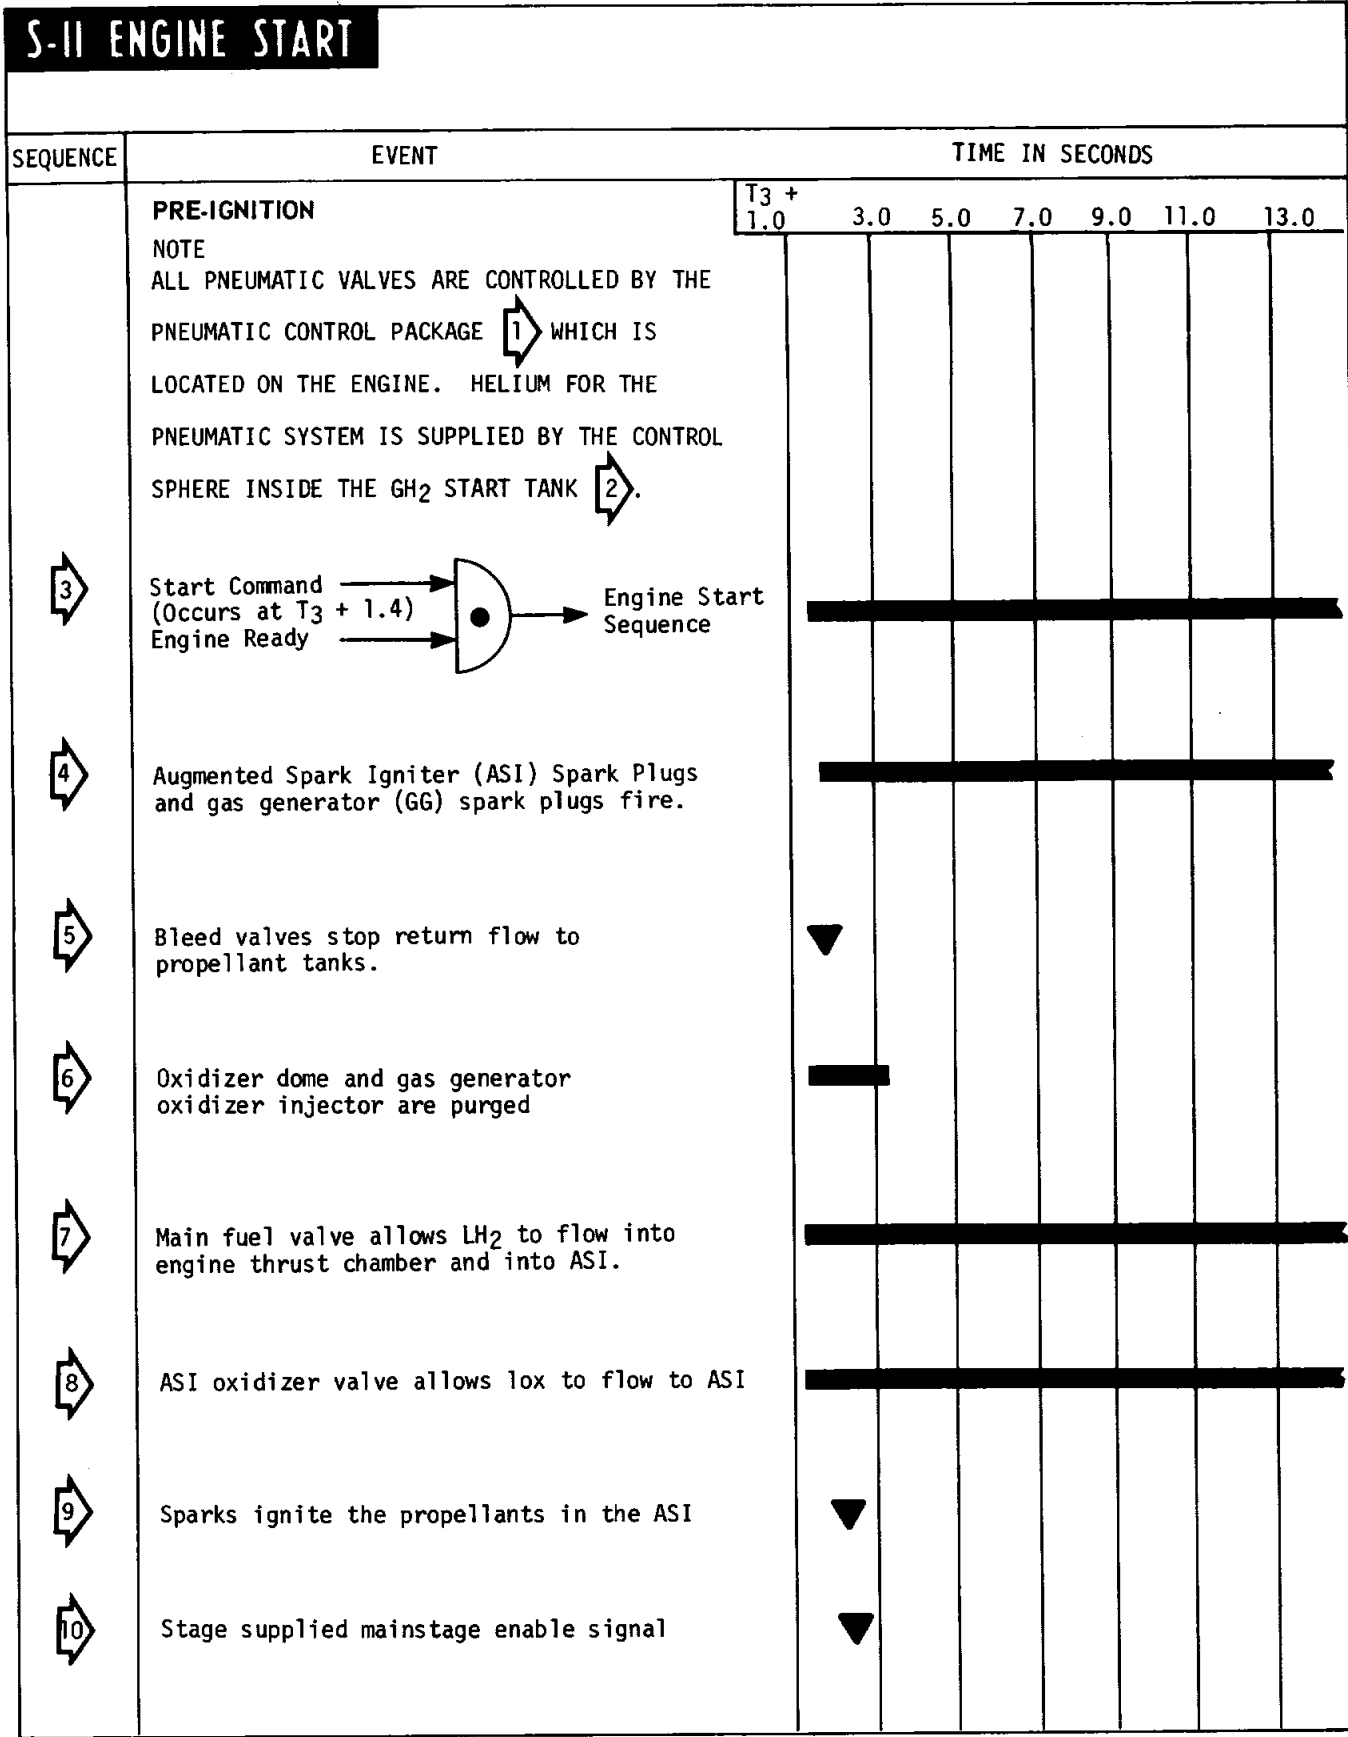 S-II ENGINE START
SEQUENCE EVENT TIME IN SECONDS
PRE-IGNITION
T3 +
1.0 3.0 5.0 7.0 9.0 11.0 13.0
NOTE
ALL PNEUMATIC VALVES ARE CONTROLLED BY THE
PNEUMATIC CONTROL PACKAGE 1 WHICH IS
LOCATED ON THE ENGINE. HELIUM FOR THE
PNEUMATIC SYSTEM IS SUPPLIED BY THE CONTROL
SPHERE INSIDE THE GH2 START TANK 2.
3
Start Command
(Occurs at T3 + 1.4)
Engine Ready
Engine Start
Sequence
4
Augmented Spark Igniter (ASI) Spark Plugs
and gas generator (GG) spark plugs fire.
5
Bleed valves stop return flow to
propellant tanks.
6
Oxidizer dome and gas generator
oxidizer injector are purged
7
Main fuel valve allows LH2 to flow into
engine thrust chamber and into ASI.
8
ASI oxidizer valve allows lox to flow to ASI
9
Sparks ignite the propellants in the ASI
10
Stage supplied mainstage enable signal